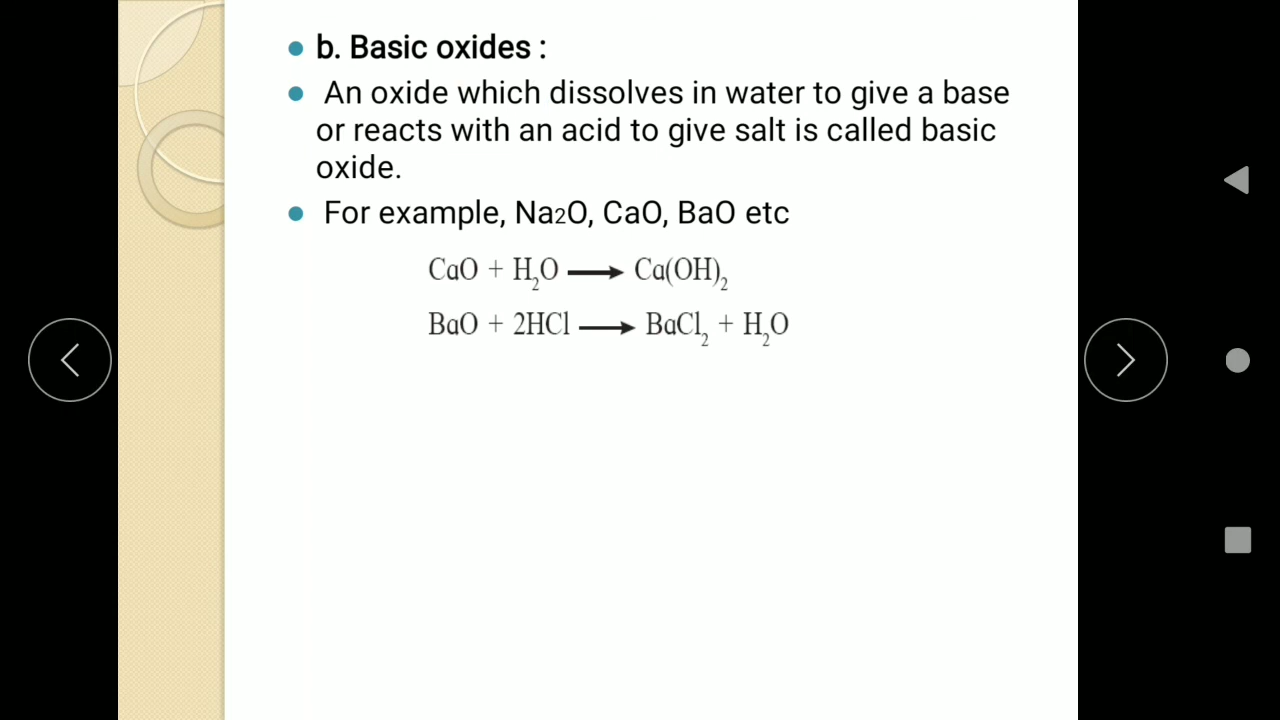 b. Basic oxides :
An oxide which dissolves in water to give a base
or reacts with an acid to give salt is called basic
oxide.
For example, Na2O, CaO, BaO etc
CaO + H₂O ⟶ Ca(OH)₂
BaO + 2HCl ⟶ BaCl₂ + H₂O